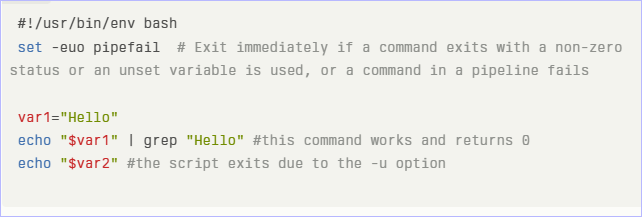 #!/usr/bin/env bash
set -euo pipefail  # Exit immediately if a command exits with a non-zero
status or an unset variable is used, or a command in a pipeline fails
var1="Hello"
echo "$var1" | grep "Hello" #this command works and returns 0
echo "$var2" #the script exits due to the -u option